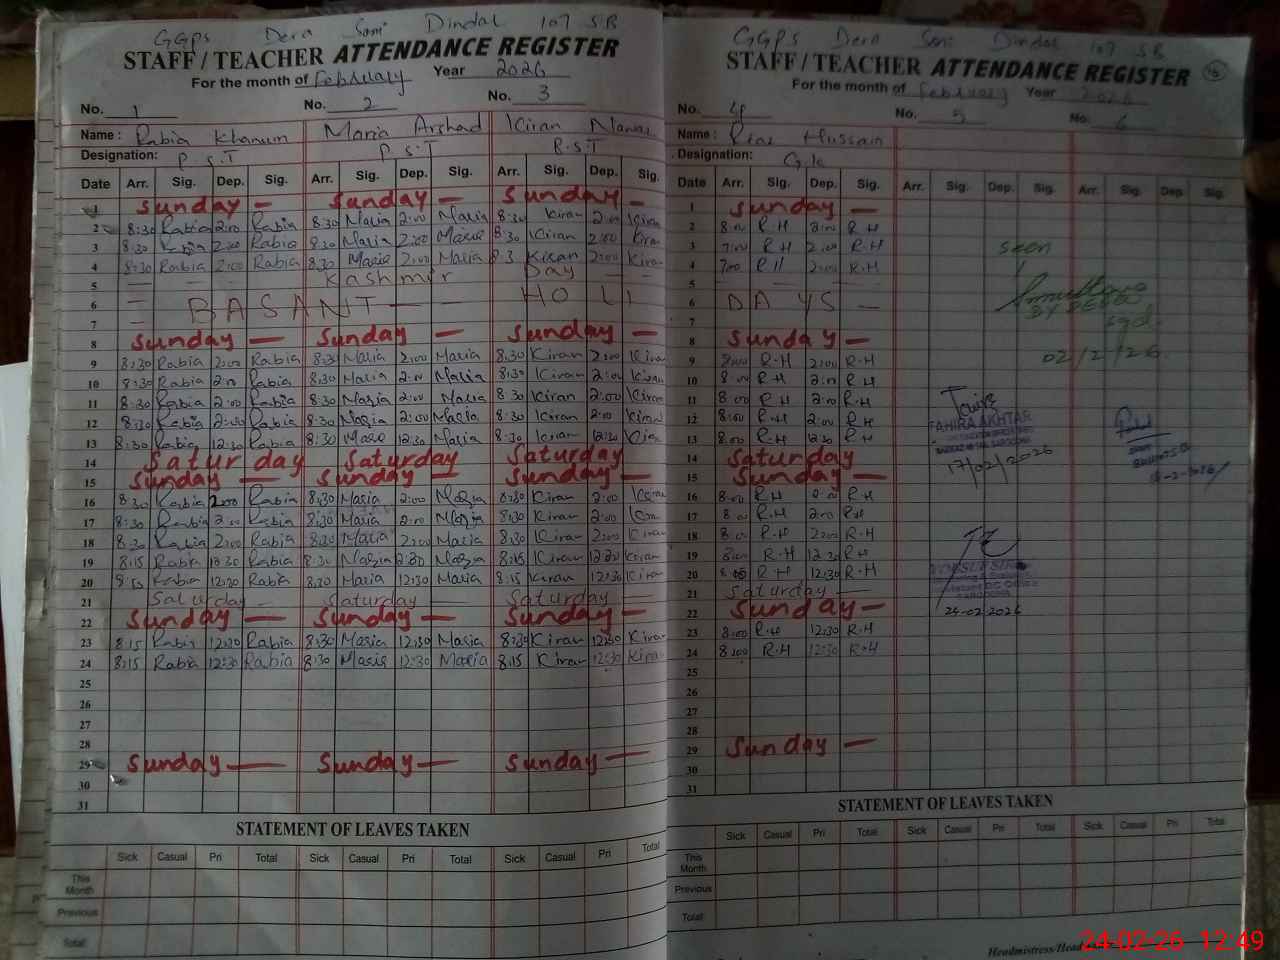 GGPS Dera Soni Dindal 107 SB
STAFF / TEACHER ATTENDANCE REGISTER
For the month of February Year 2026
No. 1 No. 2 No. 3
Name : Rabia Khanum Maria Arshad Kiran Nawaz
Designation: P.S.T P.S.T P.S.T
Date Arr. Sig. Dep. Sig. Arr. Sig. Dep. Sig. Arr. Sig. Dep. Sig.
1 Sunday — Sunday — Sunday —
2 8:30 Rabia 2:00 Rabia 8:30 Maria 2:00 Maria 8:30 Kiran 2:00 Kiran
3 8:30 Rabia 2:00 Rabia 8:30 Maria 2:00 Maria 8:30 Kiran 2:00 Kiran
4 8:30 Rabia 2:00 Rabia 8:30 Maria 2:00 Maria 8:3 Kiran 2:00 Kiran
5 Kashmir Day
6 BASANT — HOLI
7
8 Sunday — Sunday — Sunday —
9 8:30 Rabia 2:00 Rabia 8:30 Maria 2:00 Maria 8:30 Kiran 2:00 Kiran
10 8:30 Rabia 2:00 Rabia 8:30 Maria 2:00 Maria 8:30 Kiran 2:00 Kiran
11 8:30 Rabia 2:00 Rabia 8:30 Maria 2:00 Maria 8:30 Kiran 2:00 Kiran
12 8:30 Rabia 2:00 Rabia 8:30 Maria 2:00 Maria 8:30 Kiran 2:00 Kiran
13 8:30 Rabia 12:30 Rabia 8:30 Maria 12:30 Maria 8:30 Kiran 12:30 Kiran
14 Saturday Saturday Saturday
15 Sunday — Sunday — Sunday —
16 8:30 Rabia 2:00 Rabia 8:30 Maria 2:00 Maria 8:30 Kiran 2:00 Kiran
17 8:30 Rabia 2:00 Rabia 8:30 Maria 2:00 Maria 8:30 Kiran 2:00 Kiran
18 8:30 Rabia 2:00 Rabia 8:30 Maria 2:00 Maria 8:30 Kiran 2:00 Kiran
19 8:15 Rabia 12:30 Rabia 8:30 Maria 12:30 Maria 8:15 Kiran 12:30 Kiran
20 8:15 Rabia 12:30 Rabia 8:30 Maria 12:30 Maria 8:15 Kiran 12:30 Kiran
21 Saturday — Saturday — Saturday —
22 Sunday — Sunday — Sunday —
23 8:15 Rabia 12:30 Rabia 8:30 Maria 12:30 Maria 8:30 Kiran 12:30 Kiran
24 8:15 Rabia 12:30 Rabia 8:30 Maria 12:30 Maria 8:15 Kiran 12:30 Kiran
25
26
27
28
29 Sunday — Sunday — Sunday —
30
31
STATEMENT OF LEAVES TAKEN
Sick Casual Pri Total Sick Casual Pri Total Sick Casual Pri Total
This Month
Previous
Total:
GGPS Dera Soni Dindal 107 SB
STAFF / TEACHER ATTENDANCE REGISTER
For the month of February Year 2026
No. 4 No. 5 No. 6
Name : Riaz Hussain
Designation:
Date Arr. Sig. Dep. Sig. Arr. Sig. Dep. Sig. Arr. Sig. Dep. Sig.
1 Sunday —
2 8:00 R H 2:00 R H
3 7:00 R H 2:00 R.H
4 7:00 R H 2:00 R.H
5
6 DAYS —
7
8 Sunday —
9 8:00 R.H 2:00 R.H
10 8:00 R.H 2:00 R.H
11 8:00 R.H 2:00 R.H
12 8:00 R.H 2:00 R.H
13 8:00 R.H 12:30 R.H
14 Saturday
15 Sunday —
16 8:00 R.H 2:00 R.H
17 8:00 R.H 2:00 R.H
18 8:00 R.H 2:00 R.H
19 8:00 R.H 12:30 R.H
20 8:00 R.H 12:30 R.H
21 Saturday —
22 Sunday —
23 8:00 R.H 12:30 R.H
24 8:00 R.H 12:30 R.H
25
26
27
28
29 Sunday —
30
31
seen
sgd.
02/2/26
TAHIRA AKHTAR
17/02/2026
24-02-2026
STATEMENT OF LEAVES TAKEN
Sick Casual Pri Total Sick Casual Pri Total Sick Casual Pri Total
This Month
Previous
Total:
24-02-26 12:49